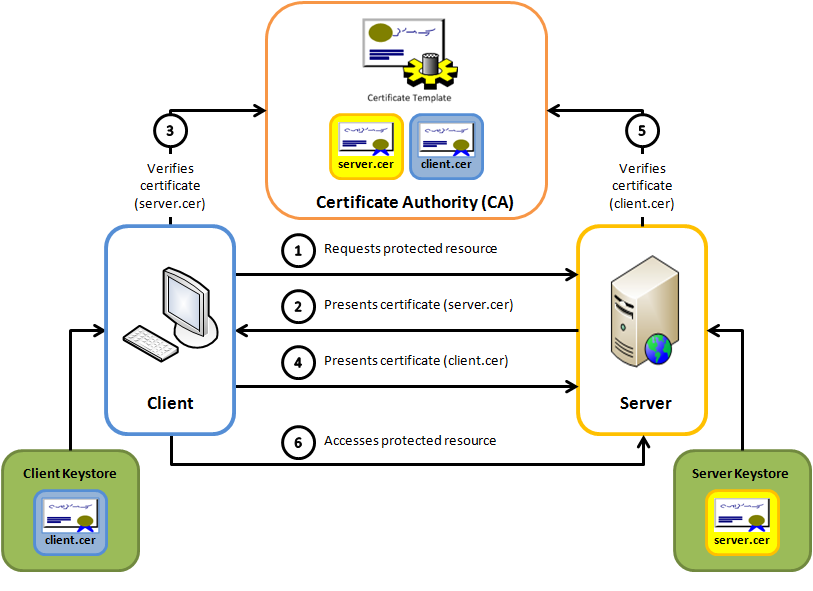 Certificate Template
server.cer
client.cer
Certificate Authority (CA)
3
Verifies
certificate
(server.cer)
5
Verifies
certificate
(client.cer)
1
Requests protected resource
2
Presents certificate (server.cer)
4
Presents certificate (client.cer)
Client
Server
6
Accesses protected resource
Client Keystore
client.cer
Server Keystore
server.cer